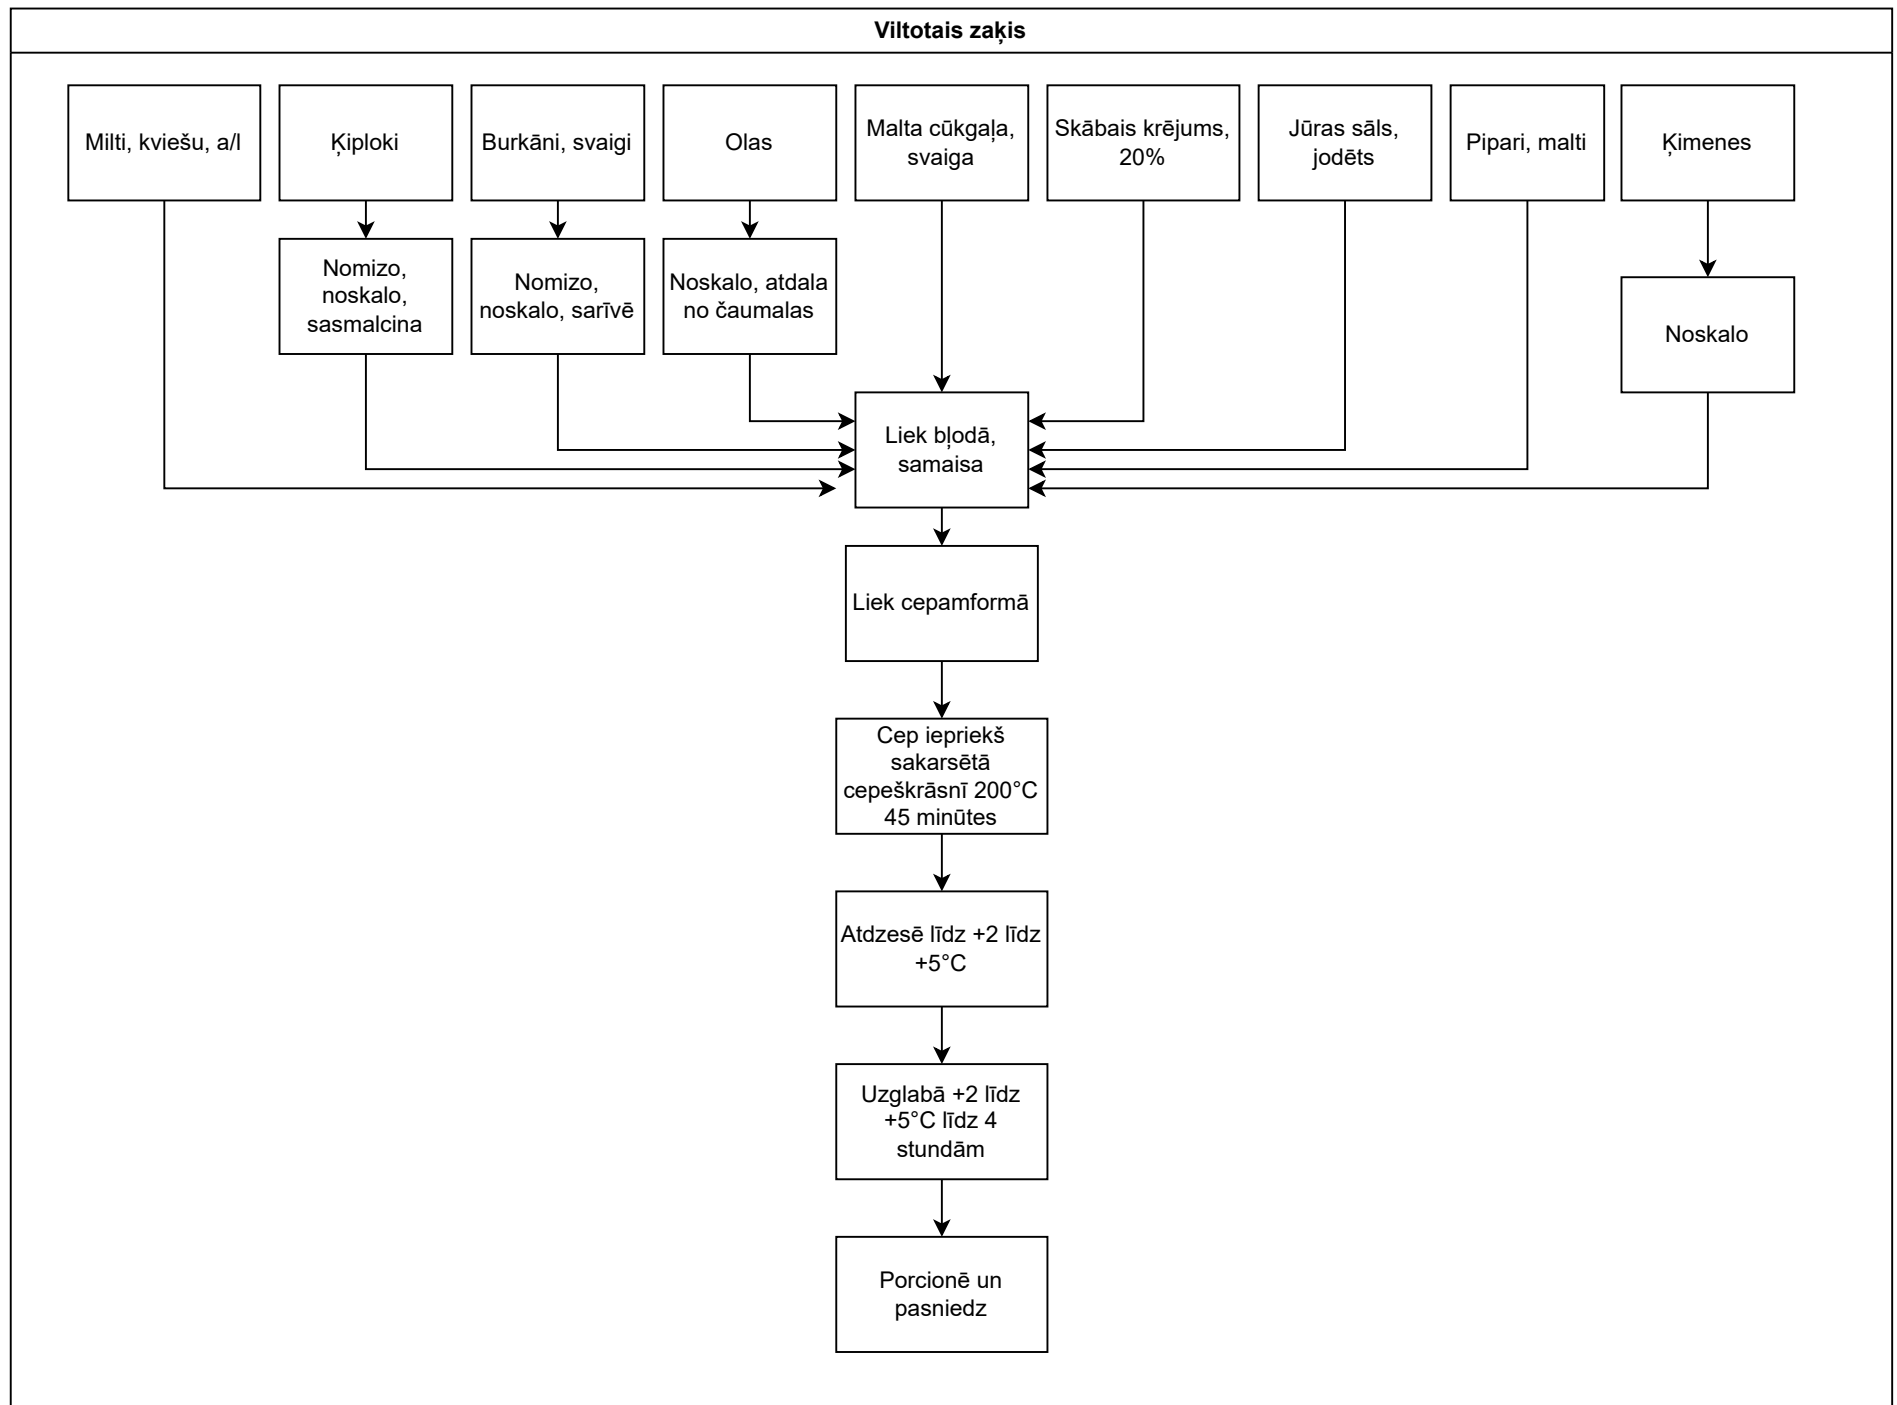 Viltotais zaķis
Milti, kviešu, a/l
Ķiploki
Burkāni, svaigi
Olas
Malta cūkgaļa,
svaiga
Skābais krējums,
20%
Jūras sāls,
jodēts
Pipari, malti
Ķimenes
Nomizo,
noskalo,
sasmalcina
Nomizo,
noskalo, sarīvē
Noskalo, atdala
no čaumalas
Noskalo
Liek bļodā,
samaisa
Liek cepamformā
Cep iepriekš
sakarsētā
cepeškrāsnī 200°C
45 minūtes
Atdzesē līdz +2 līdz
+5°C
Uzglabā +2 līdz
+5°C līdz 4
stundām
Porcionē un
pasniedz